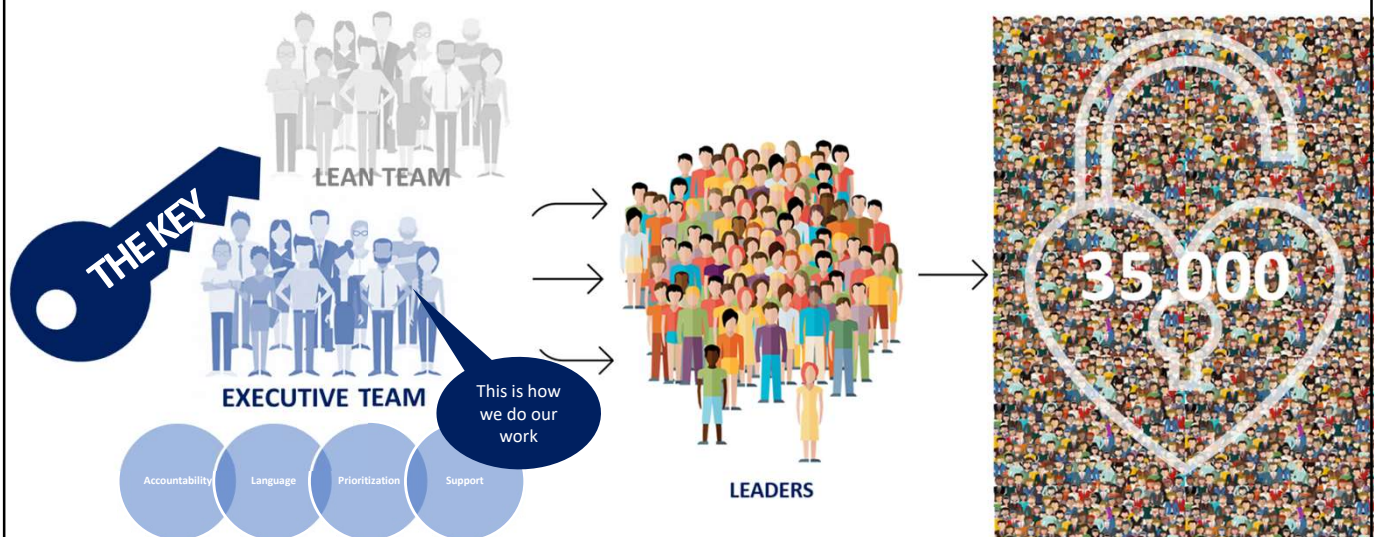 LEAN TEAM
THE KEY
EXECUTIVE TEAM
This is how
we do our
work
Accountability
Language
Prioritization
Support
LEADERS
35,000